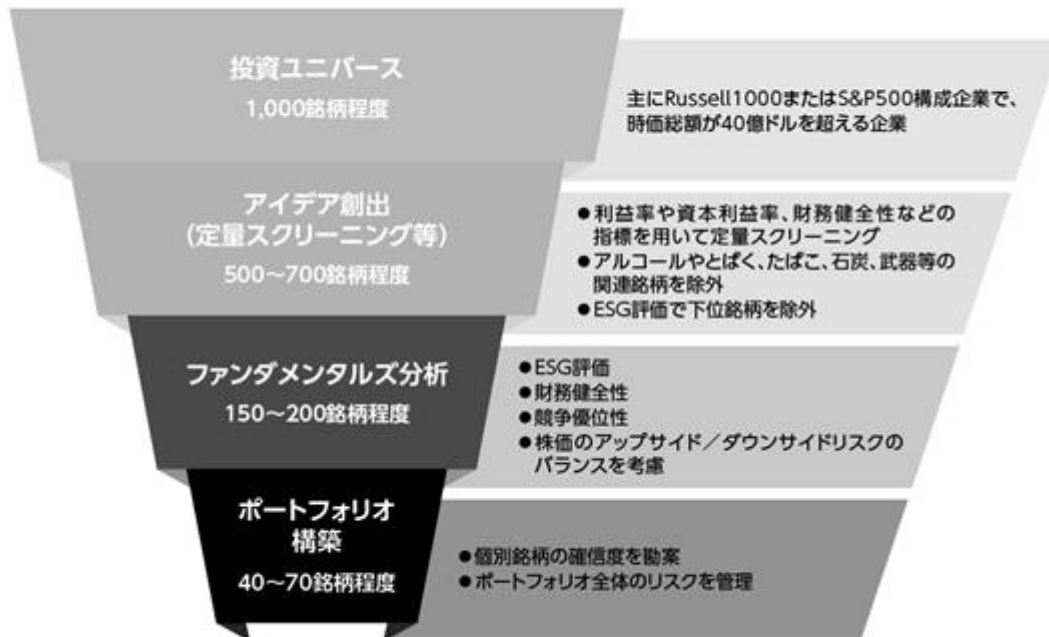 投資ユニバース
1,000銘柄程度
主にRussell1000またはS&P500構成企業で、
時価総額が40億ドルを超える企業
アイデア創出
(定量スクリーニング等)
500〜700銘柄程度
●利益率や資本利益率、財務健全性などの
指標を用いて定量スクリーニング
●アルコールやとばく、たばこ、石炭、武器等の
関連銘柄を除外
●ESG評価で下位銘柄を除外
ファンダメンタルズ分析
150〜200銘柄程度
●ESG評価
●財務健全性
●競争優位性
●株価のアップサイド／ダウンサイドリスクの
バランスを考慮
ポートフォリオ
構築
40〜70銘柄程度
●個別銘柄の確信度を勘案
●ポートフォリオ全体のリスクを管理